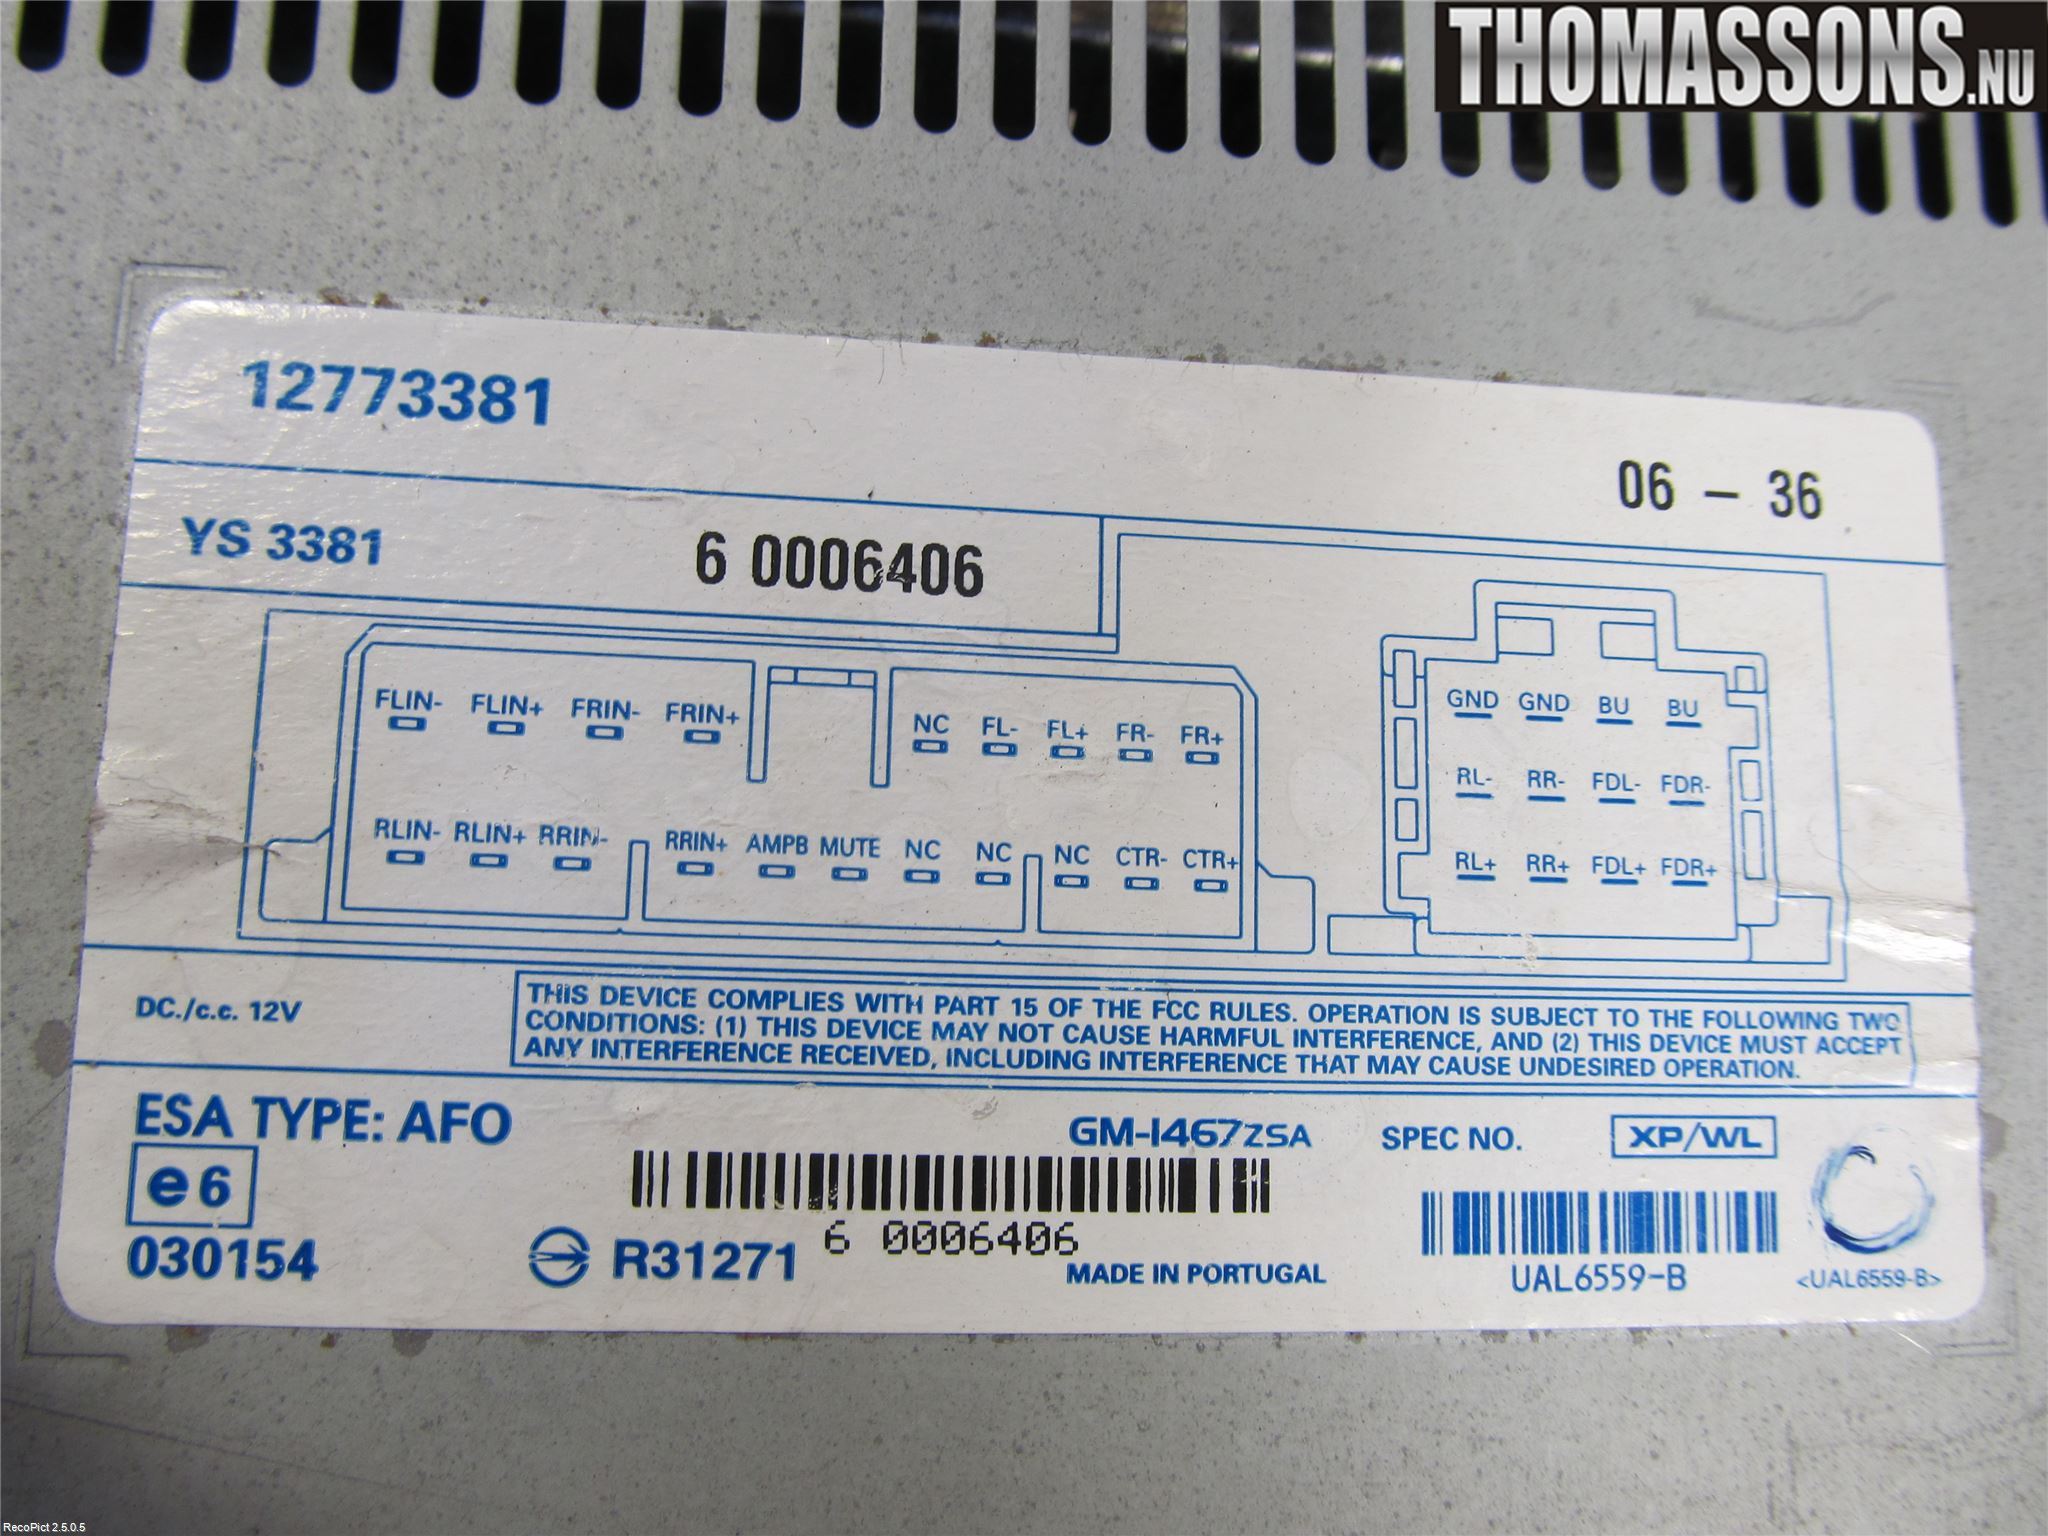 THOMASSONS.NU
12773381
06 - 36
YS 3381 6 0006406
FLIN- FLIN+ FRIN- FRIN+ NC FL- FL+ FR- FR+
RLIN- RLIN+ RRIN- RRIN+ AMPB MUTE NC NC NC CTR- CTR+
GND GND BU BU
RL- RR- FDL- FDR-
RL+ RR+ FDL+ FDR+
DC./c.c. 12V
THIS DEVICE COMPLIES WITH PART 15 OF THE FCC RULES. OPERATION IS SUBJECT TO THE FOLLOWING TWO
CONDITIONS: (1) THIS DEVICE MAY NOT CAUSE HARMFUL INTERFERENCE, AND (2) THIS DEVICE MUST ACCEPT
ANY INTERFERENCE RECEIVED, INCLUDING INTERFERENCE THAT MAY CAUSE UNDESIRED OPERATION.
ESA TYPE: AFO
GM-1467ZSA SPEC NO. XP/WL
e6
030154
R31271 6 0006406
MADE IN PORTUGAL
UAL6559-B <UAL6559-B>
RecoPict 2.5.0.5